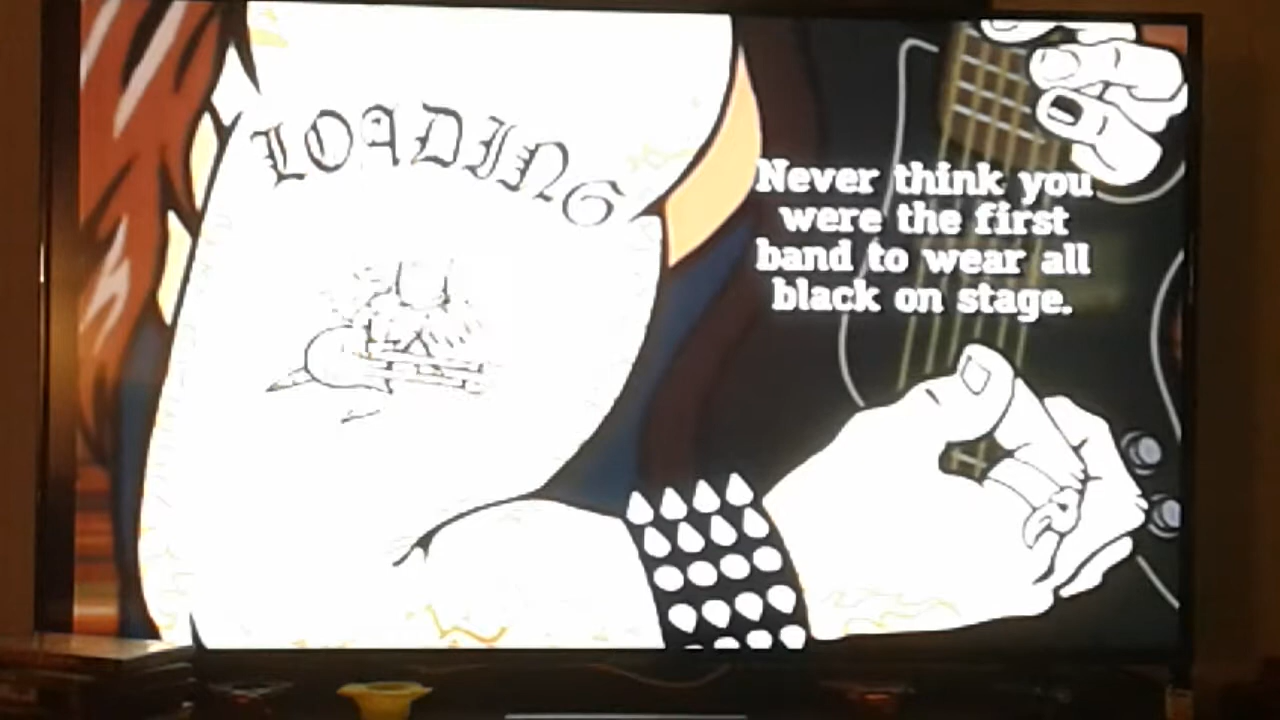 LOADING
Never think you
were the first
band to wear all
black on stage.